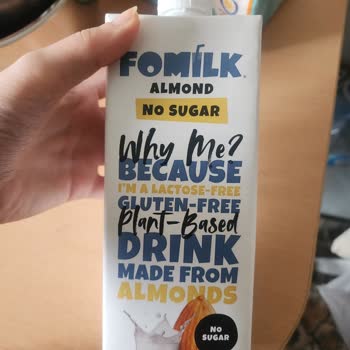 FOMILK
ALMOND
NO SUGAR
Why Me?
BECAUSE
I'M A LACTOSE-FREE
GLUTEN-FREE
Plant-Based
DRINK
MADE FROM
ALMONDS
NO
SUGAR